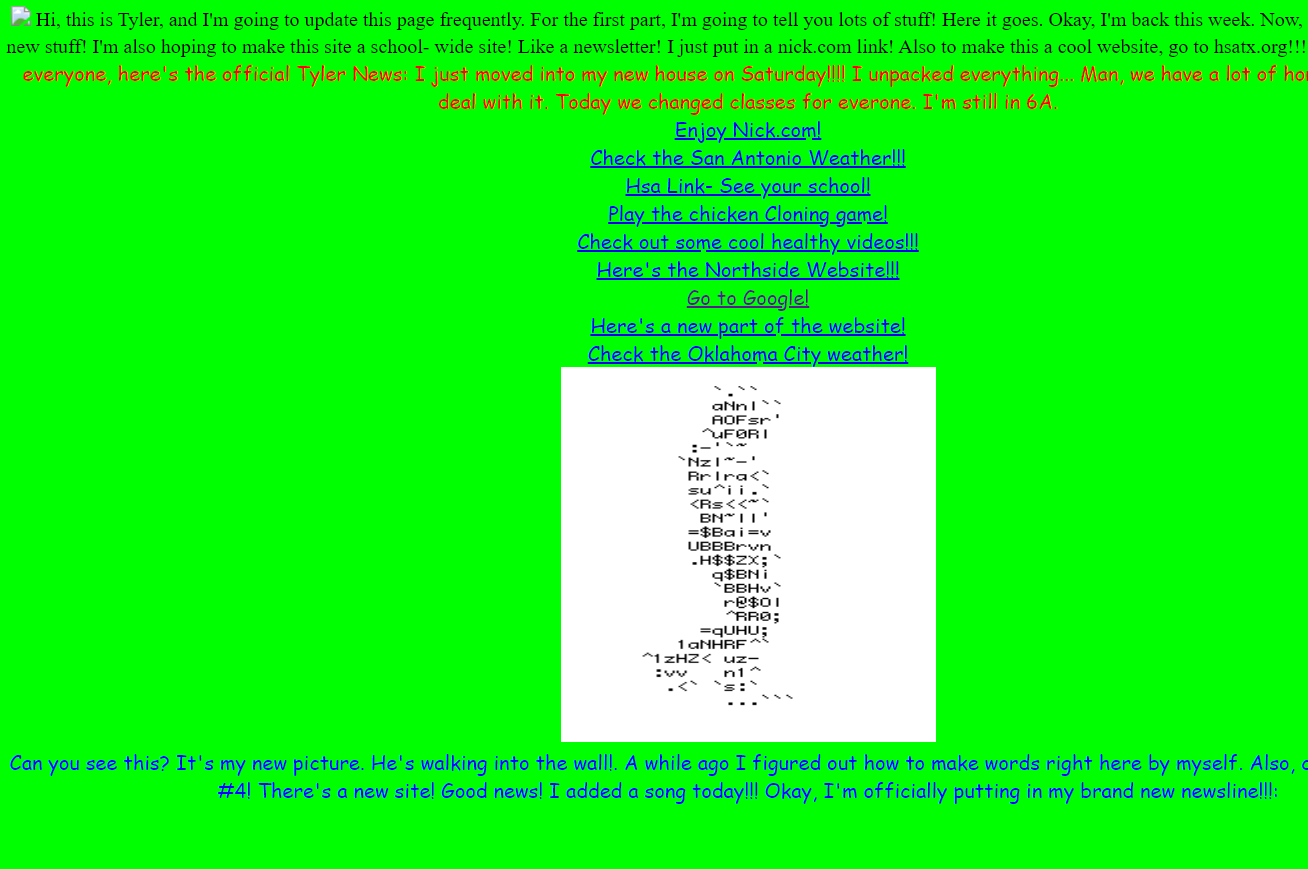 Hi, this is Tyler, and I'm going to update this page frequently. For the first part, I'm going to tell you lots of stuff! Here it goes. Okay, I'm back this week. Now,
new stuff! I'm also hoping to make this site a school- wide site! Like a newsletter! I just put in a nick.com link! Also to make this a cool website, go to hsatx.org!!!
everyone, here's the official Tyler News: I just moved into my new house on Saturday!!!! I unpacked everything... Man, we have a lot of
deal with it. Today we changed classes for everone. I'm still in 6A.
Enjoy Nick.com!
Check the San Antonio Weather!!!
Hsa Link- See your school!
Play the chicken Cloning game!
Check out some cool healthy videos!!!
Here's the Northside Website!!!
Go to Google!
Here's a new part of the website!
Check the Oklahoma City weather!
`.``
aNnl``
AOFsr'
^uF0Rl
:-'`~
`Nzl~-'
Rrlra<`
su^ii.`
<Rs<<~`
BN~ll'
=$Bai=v
UBBBrvn
.H$$ZX;`
q$BNi
`BBHv`
r@$Ol
^RR0;
=qUHU;
1aNHRF^`
^1zHZ< uz-
:vv n1^
.<` `s:`
...```
Can you see this? It's my new picture. He's walking into the wall!. A while ago I figured out how to make words right here by myself. Also,
#4! There's a new site! Good news! I added a song today!!! Okay, I'm officially putting in my brand new newsline!!!: